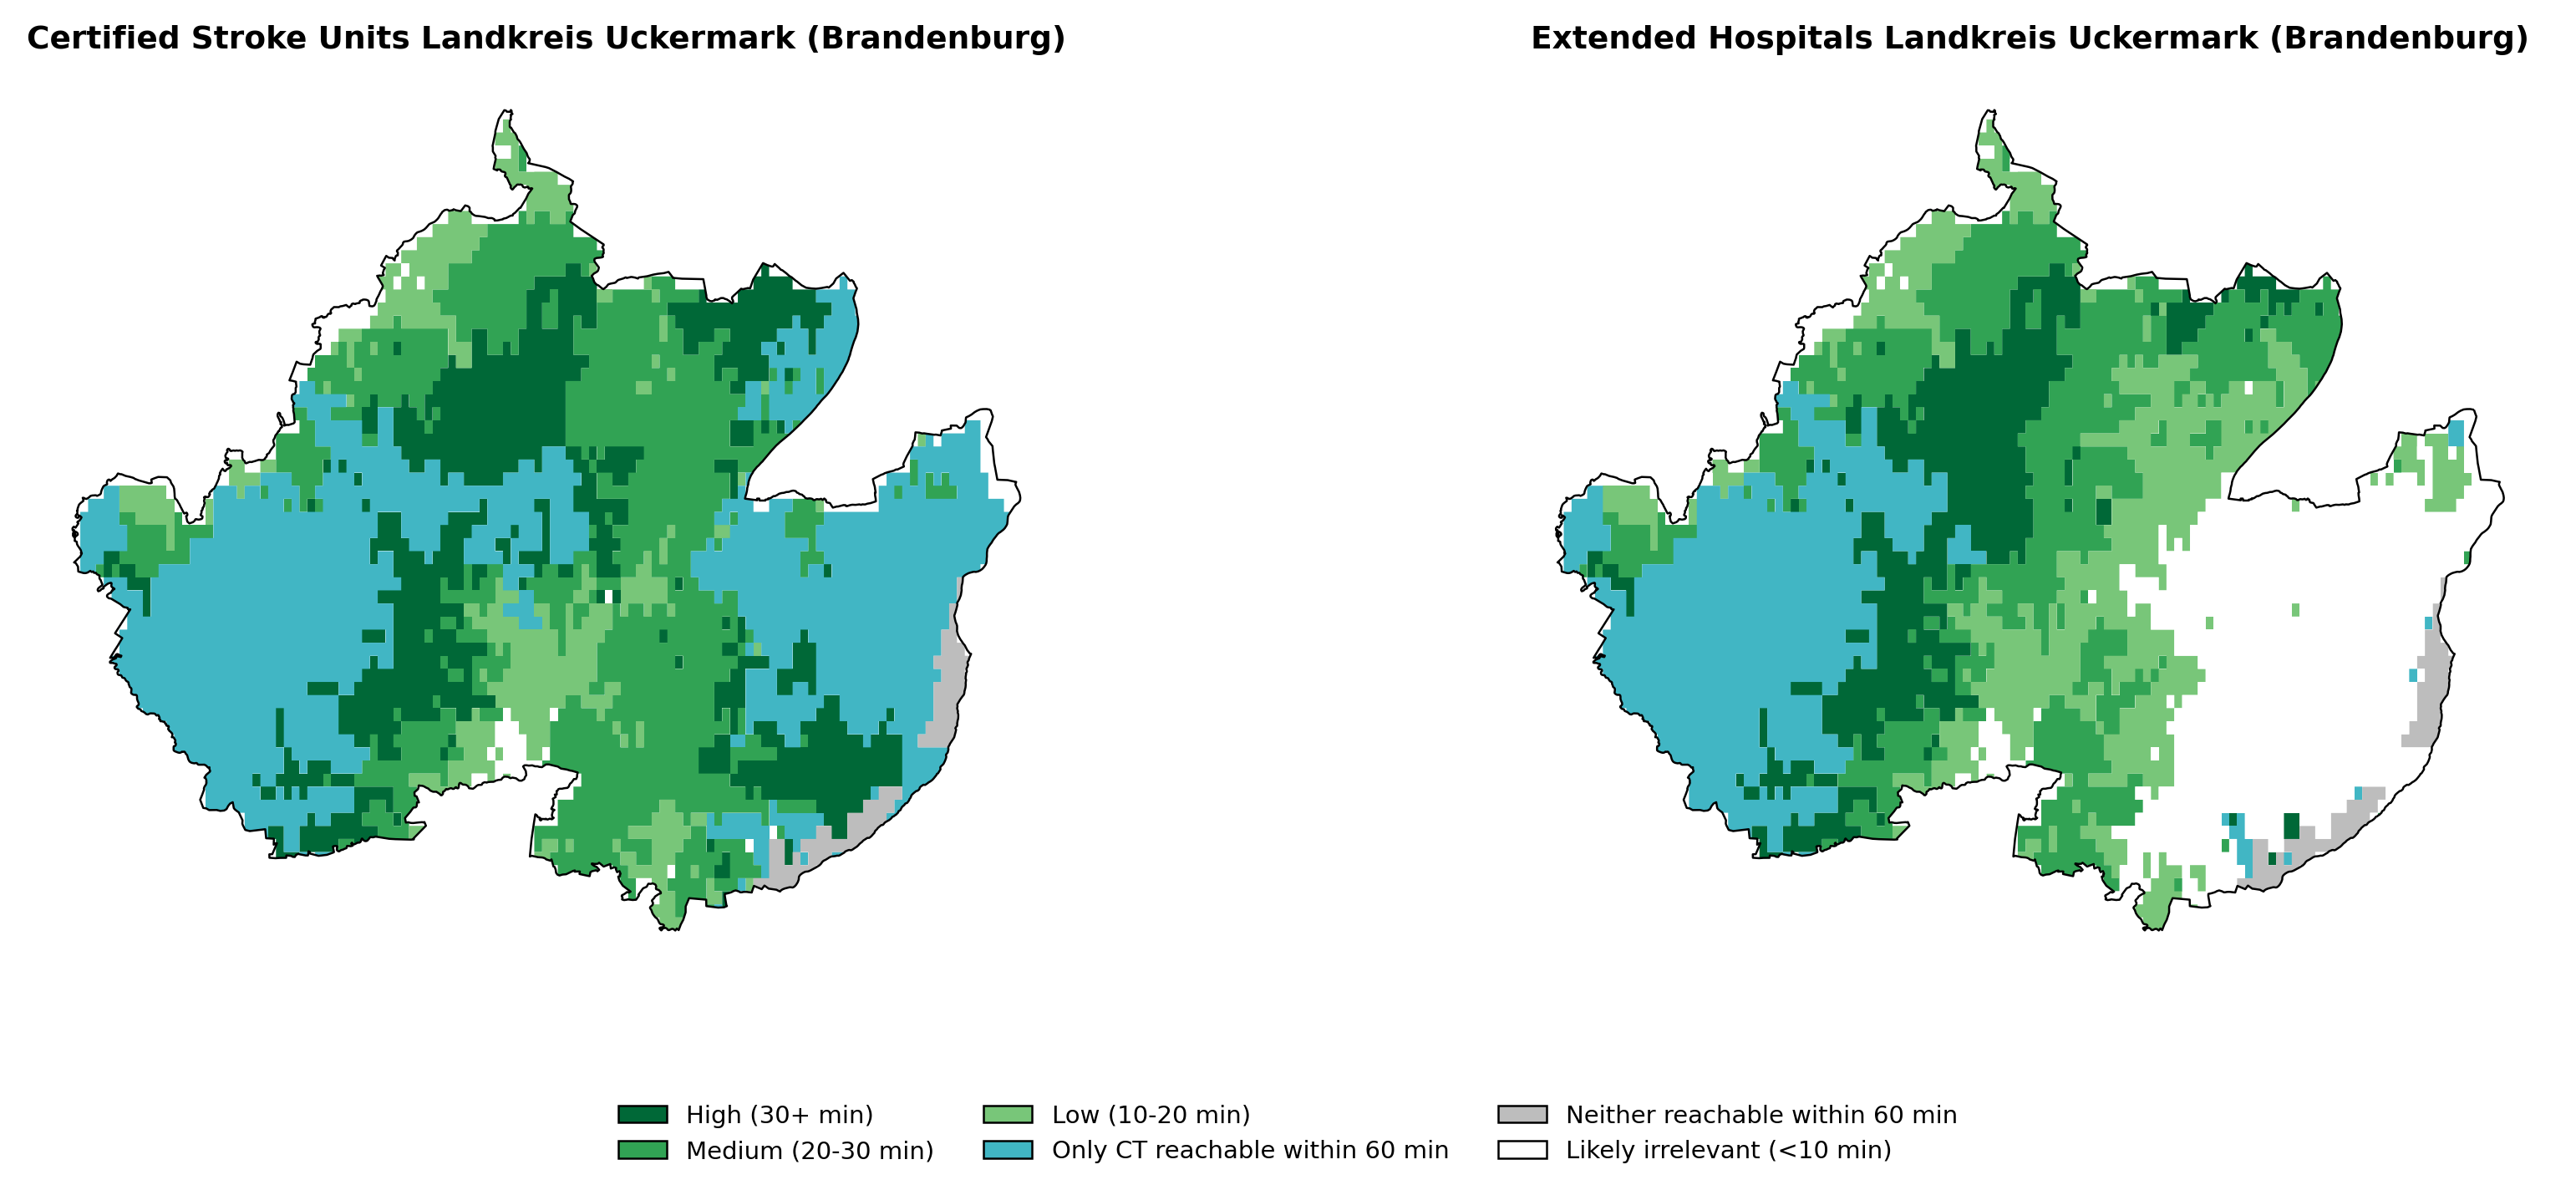 Certified Stroke Units Landkreis Uckermark (Brandenburg)
Extended Hospitals Landkreis Uckermark (Brandenburg)
High (30+ min)
Medium (20-30 min)
Low (10-20 min)
Only CT reachable within 60 min
Neither reachable within 60 min
Likely irrelevant (<10 min)